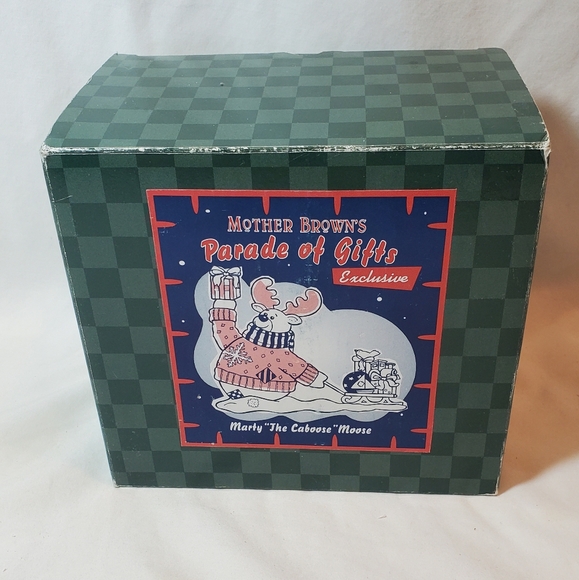 MOTHER BROWN'S
Parade of Gifts
Exclusive
Marty "The Caboose" Moose